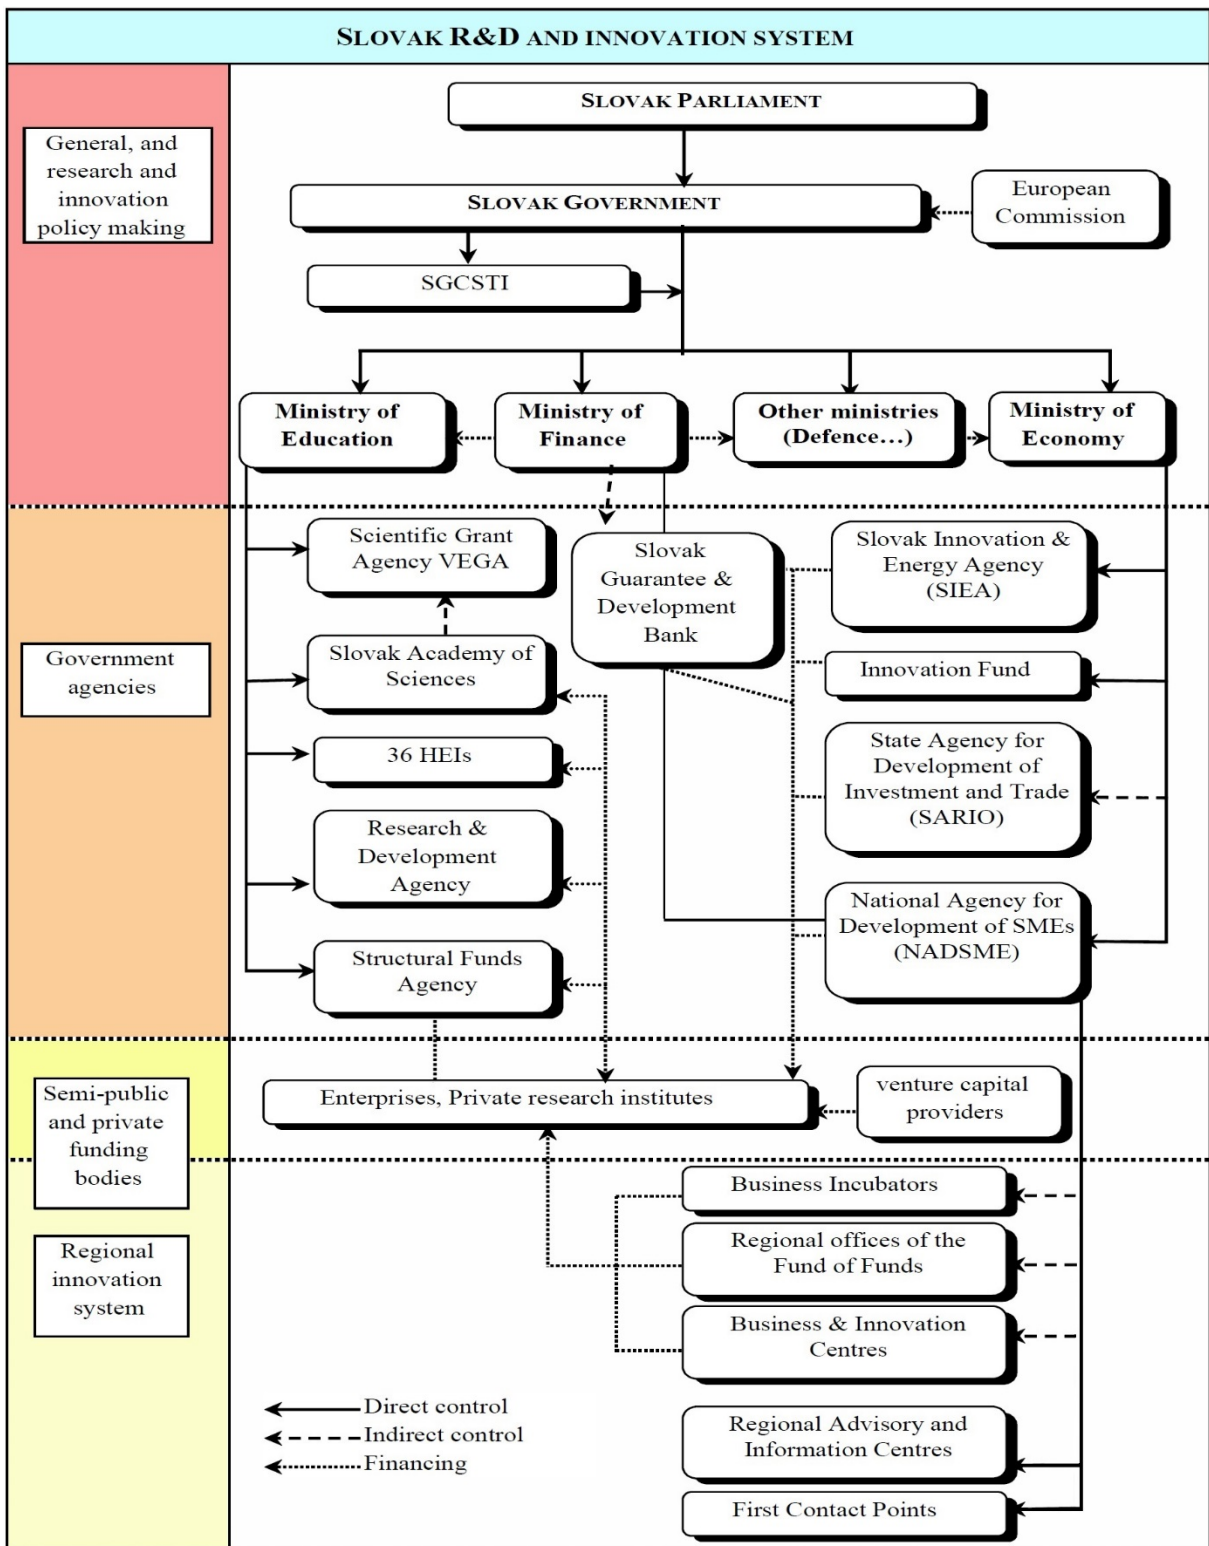 SLOVAK R&D AND INNOVATION SYSTEM
General, and
research and
innovation
policy making
SLOVAK PARLIAMENT
SLOVAK GOVERNMENT
European
Commission
SGCSTI
Ministry of
Education
Ministry of
Finance
Other ministries
(Defence…)
Ministry of
Economy
Government
agencies
Scientific Grant
Agency VEGA
Slovak Academy of
Sciences
36 HEIs
Research &
Development
Agency
Structural Funds
Agency
Slovak
Guarantee &
Development
Bank
Slovak Innovation &
Energy Agency
(SIEA)
Innovation Fund
State Agency for
Development of
Investment and Trade
(SARIO)
National Agency for
Development of SMEs
(NADSME)
Semi-public
and private
funding
bodies
Enterprises, Private research institutes
venture capital
providers
Regional
innovation
system
Business Incubators
Regional offices of the
Fund of Funds
Business & Innovation
Centres
Regional Advisory and
Information Centres
First Contact Points
Direct control
Indirect control
Financing